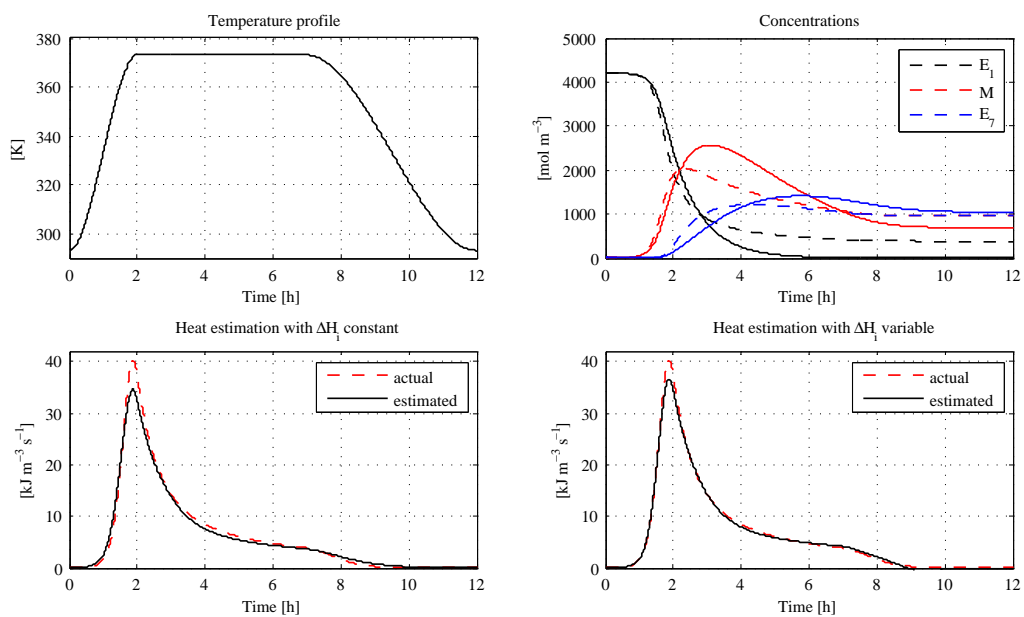 Temperature profile
380
360
340
320
300
[K]
0 2 4 6 8 10 12
Time [h]
Concentrations
5000
4000
3000
2000
1000
0
[mol m⁻³]
E₁
M
E₇
0 2 4 6 8 10 12
Time [h]
Heat estimation with ΔHᵢ constant
40
30
20
10
0
[kJ m⁻³ s⁻¹]
actual
estimated
0 2 4 6 8 10 12
Time [h]
Heat estimation with ΔHᵢ variable
40
30
20
10
0
[kJ m⁻³ s⁻¹]
actual
estimated
0 2 4 6 8 10 12
Time [h]